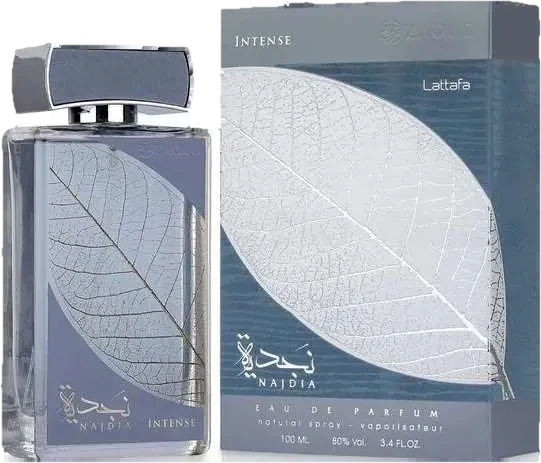 INTENSE
Lattafa
نجدية
NAJDIA
EAU DE PARFUM
natural spray - vaporisateur
100 ML 80% Vol. 3.4 FL.OZ.
نجدية
NAJDIA INTENSE